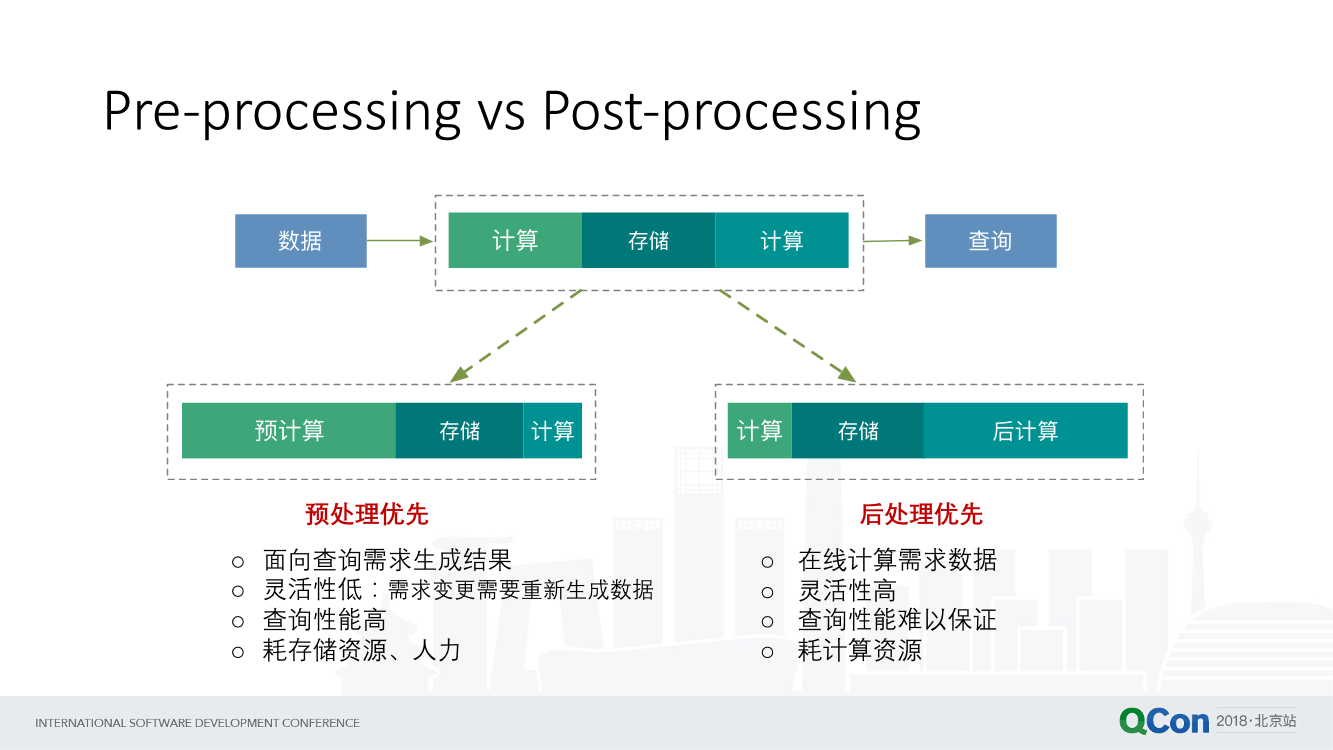 Pre-processing vs Post-processing
数据
计算
存储
计算
查询
预计算
存储
计算
计算
存储
后计算
预处理优先
○ 面向查询需求生成结果
○ 灵活性低：需求变更需要重新生成数据
○ 查询性能高
○ 耗存储资源、人力
后处理优先
○ 在线计算需求数据
○ 灵活性高
○ 查询性能难以保证
○ 耗计算资源
INTERNATIONAL SOFTWARE DEVELOPMENT CONFERENCE
QCon 2018·北京站